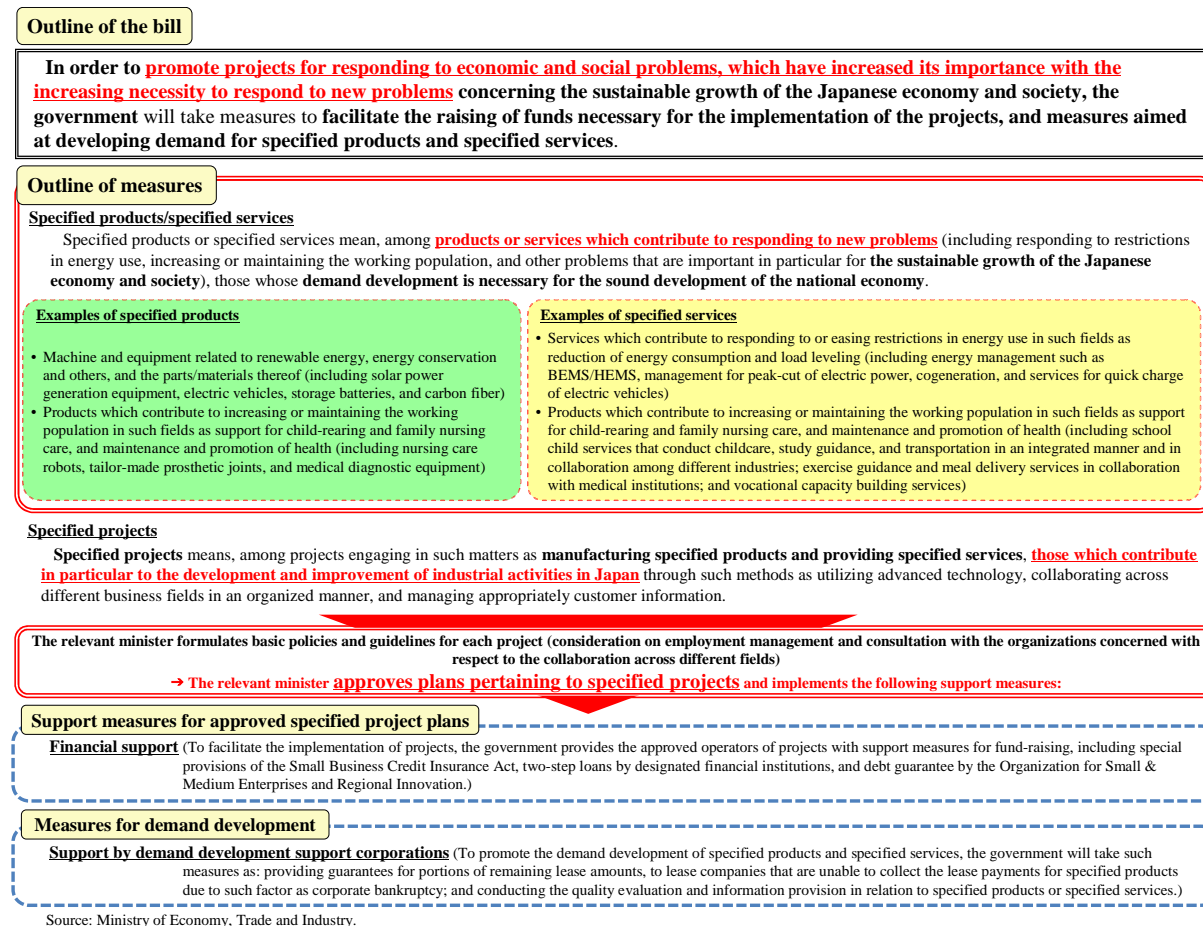 Outline of the bill
In order to promote projects for responding to economic and social problems, which have increased its importance with the
increasing necessity to respond to new problems concerning the sustainable growth of the Japanese economy and society, the
government will take measures to facilitate the raising of funds necessary for the implementation of the projects, and measures aimed
at developing demand for specified products and specified services.
Outline of measures
Specified products/specified services
Specified products or specified services mean, among products or services which contribute to responding to new problems (including responding to restrictions
in energy use, increasing or maintaining the working population, and other problems that are important in particular for the sustainable growth of the Japanese
economy and society), those whose demand development is necessary for the sound development of the national economy.
Examples of specified products
• Machine and equipment related to renewable energy, energy conservation
and others, and the parts/materials thereof (including solar power
generation equipment, electric vehicles, storage batteries, and carbon fiber)
• Products which contribute to increasing or maintaining the working
population in such fields as support for child-rearing and family nursing
care, and maintenance and promotion of health (including nursing care
robots, tailor-made prosthetic joints, and medical diagnostic equipment)
Examples of specified services
• Services which contribute to responding to or easing restrictions in energy use in such fields as
reduction of energy consumption and load leveling (including energy management such as
BEMS/HEMS, management for peak-cut of electric power, cogeneration, and services for quick charge
of electric vehicles)
• Products which contribute to increasing or maintaining the working population in such fields as support
for child-rearing and family nursing care, and maintenance and promotion of health (including school
child services that conduct childcare, study guidance, and transportation in an integrated manner and in
collaboration among different industries; exercise guidance and meal delivery services in collaboration
with medical institutions; and vocational capacity building services)
Specified projects
Specified projects means, among projects engaging in such matters as manufacturing specified products and providing specified services, those which contribute
in particular to the development and improvement of industrial activities in Japan through such methods as utilizing advanced technology, collaborating across
different business fields in an organized manner, and managing appropriately customer information.
The relevant minister formulates basic policies and guidelines for each project (consideration on employment management and consultation with the organizations concerned with
respect to the collaboration across different fields)
➔ The relevant minister approves plans pertaining to specified projects and implements the following support measures:
Support measures for approved specified project plans
Financial support (To facilitate the implementation of projects, the government provides the approved operators of projects with support measures for fund-raising, including special
provisions of the Small Business Credit Insurance Act, two-step loans by designated financial institutions, and debt guarantee by the Organization for Small &
Medium Enterprises and Regional Innovation.)
Measures for demand development
Support by demand development support corporations (To promote the demand development of specified products and specified services, the government will take such
measures as: providing guarantees for portions of remaining lease amounts, to lease companies that are unable to collect the lease payments for specified products
due to such factor as corporate bankruptcy; and conducting the quality evaluation and information provision in relation to specified products or specified services.)
Source: Ministry of Economy, Trade and Industry.